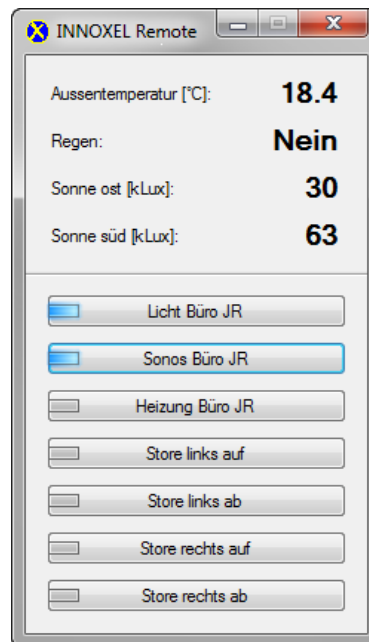 INNOXEL Remote
Aussentemperatur [°C]: 18.4
Regen: Nein
Sonne ost [kLux]: 30
Sonne süd [kLux]: 63
Licht Büro JR
Sonos Büro JR
Heizung Büro JR
Store links auf
Store links ab
Store rechts auf
Store rechts ab